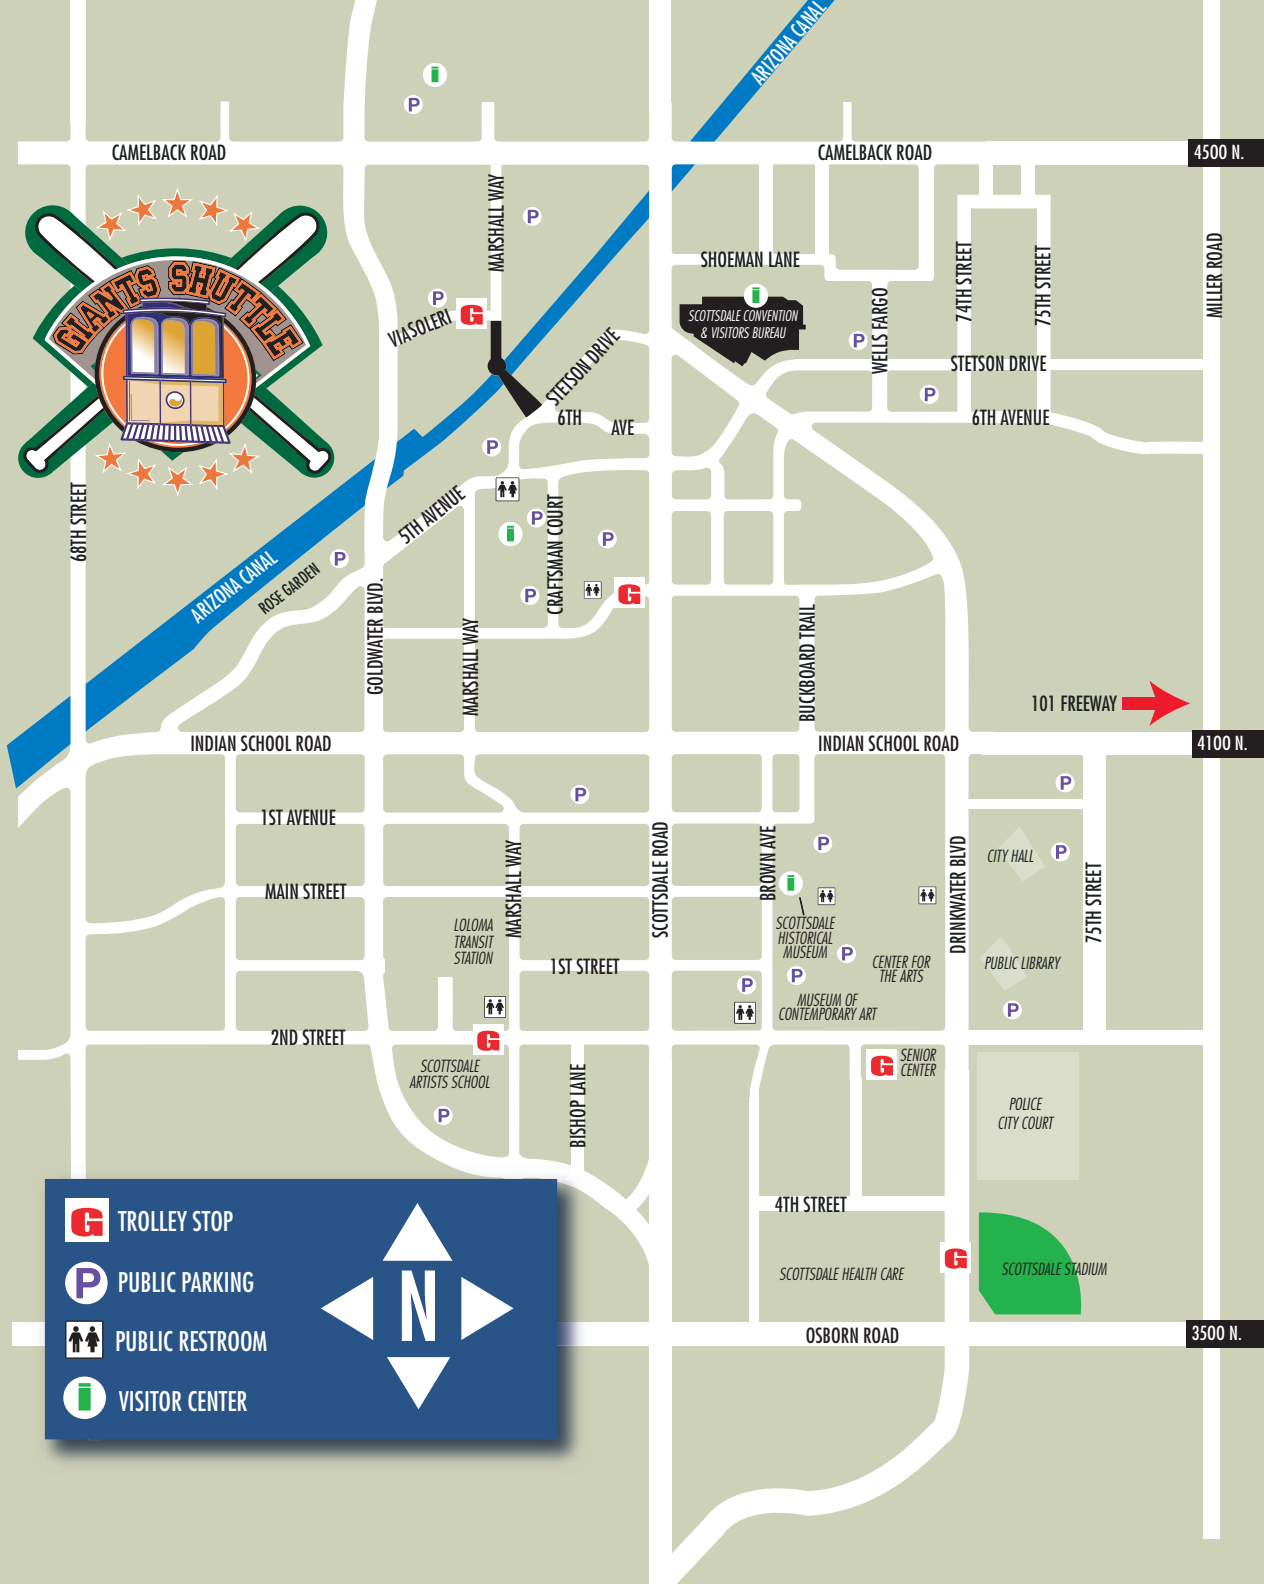 ARIZONA CANAL
P
CAMELBACK ROAD
CAMELBACK ROAD
4500 N.
GIANTS SHUTTLE
MARSHALL WAY
P
P
VIASOLERI
G
STETSON DRIVE
6TH
AVE
SHOEMAN LANE
SCOTTSDALE CONVENTION
& VISITORS BUREAU
WELLS FARGO
P
74TH STREET
75TH STREET
MILLER ROAD
STETSON DRIVE
P
6TH AVENUE
68TH STREET
ARIZONA CANAL
ROSE GARDEN
P
P
5TH AVENUE
P
CRAFTSMAN COURT
P
P
G
GOLDWATER BLVD.
MARSHALL WAY
BUCKBOARD TRAIL
101 FREEWAY
INDIAN SCHOOL ROAD
INDIAN SCHOOL ROAD
4100 N.
P
P
1ST AVENUE
MARSHALL WAY
SCOTTSDALE ROAD
BROWN AVE
P
DRINKWATER BLVD
CITY HALL
P
75TH STREET
MAIN STREET
LOLOMA
TRANSIT
STATION
SCOTTSDALE
HISTORICAL
MUSEUM
P
CENTER FOR
THE ARTS
PUBLIC LIBRARY
1ST STREET
P
P
MUSEUM OF
CONTEMPORARY ART
P
2ND STREET
G
SCOTTSDALE
ARTISTS SCHOOL
P
BISHOP LANE
G
SENIOR
CENTER
POLICE
CITY COURT
4TH STREET
SCOTTSDALE HEALTH CARE
G
SCOTTSDALE STADIUM
OSBORN ROAD
3500 N.
G TROLLEY STOP
P PUBLIC PARKING
PUBLIC RESTROOM
VISITOR CENTER
N